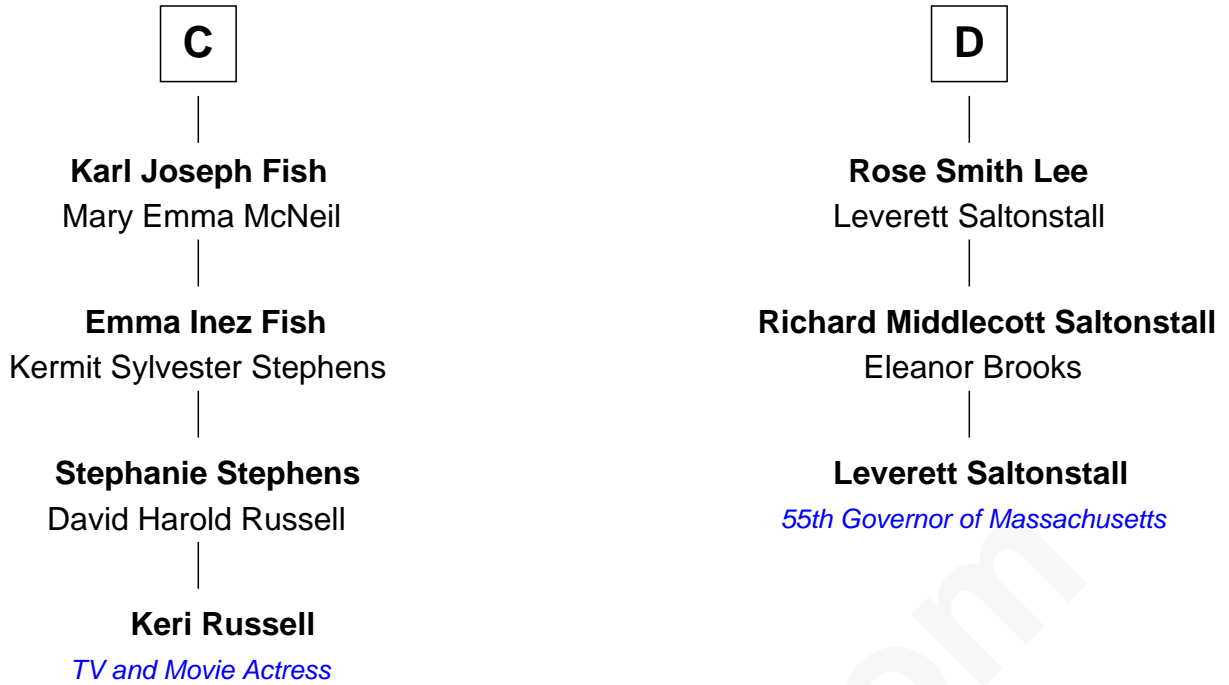 C
Karl Joseph Fish
Mary Emma McNeil
Emma Inez Fish
Kermit Sylvester Stephens
Stephanie Stephens
David Harold Russell
Keri Russell
TV and Movie Actress
D
Rose Smith Lee
Leverett Saltonstall
Richard Middlecott Saltonstall
Eleanor Brooks
Leverett Saltonstall
55th Governor of Massachusetts
om